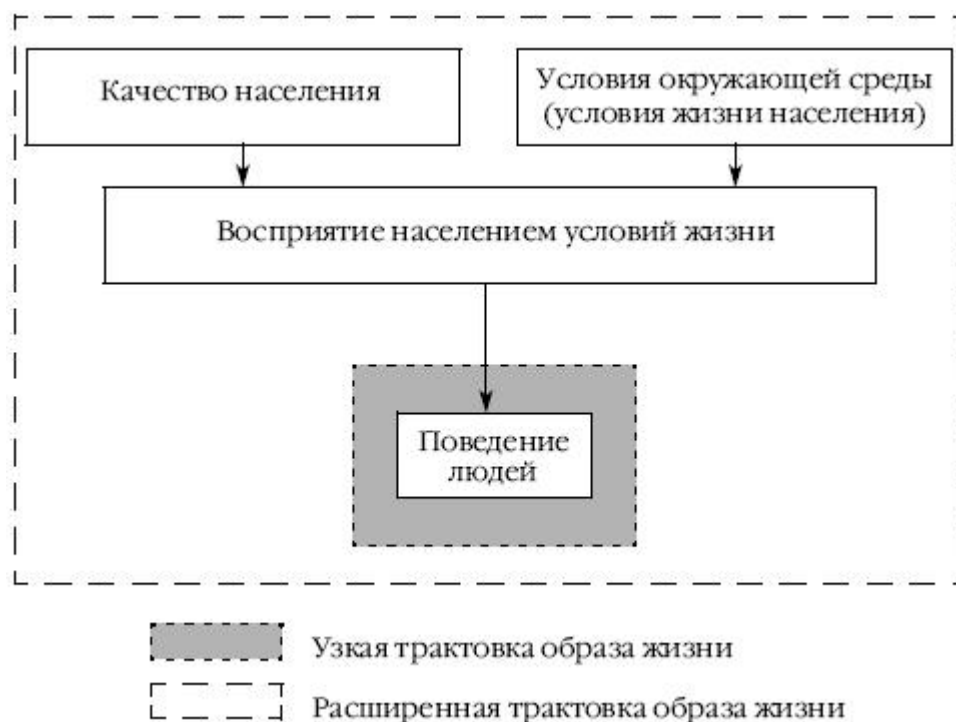 Качество населения
Условия окружающей среды
(условия жизни населения)
Восприятие населением условий жизни
Поведение
людей
Узкая трактовка образа жизни
Расширенная трактовка образа жизни